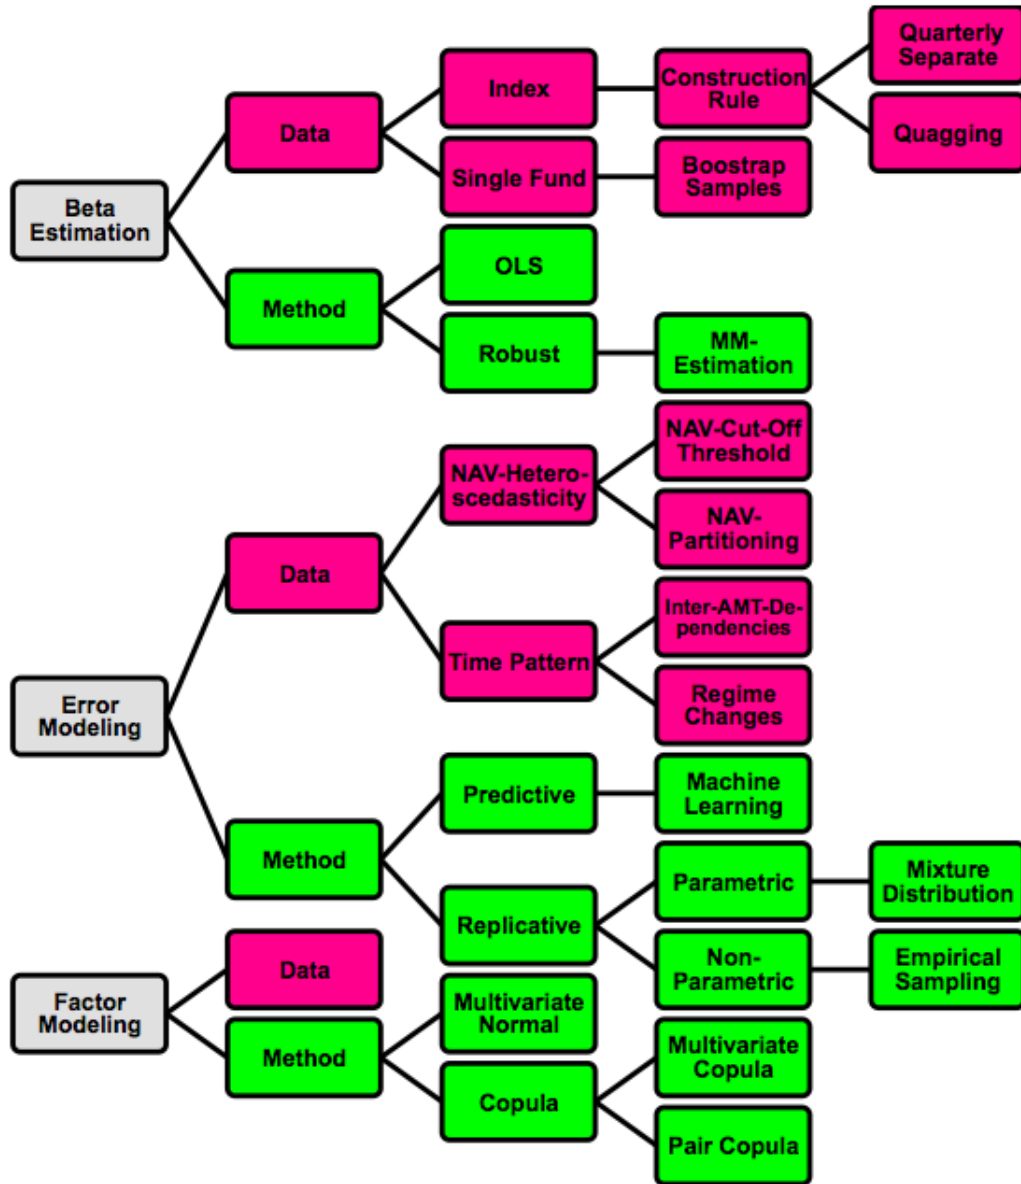 Quarterly
Separate
Index
Construction
Rule
Data
Quagging
Single Fund
Boostrap
Samples
Beta
Estimation
OLS
Method
Robust
MM-
Estimation
NAV-Cut-Off
Threshold
NAV-Hetero-
scedasticity
NAV-
Partitioning
Data
Inter-AMT-De-
pendencies
Time Pattern
Regime
Changes
Error
Modeling
Predictive
Machine
Learning
Method
Parametric
Mixture
Distribution
Replicative
Non-
Parametric
Empirical
Sampling
Data
Factor
Modeling
Multivariate
Normal
Method
Multivariate
Copula
Copula
Pair Copula